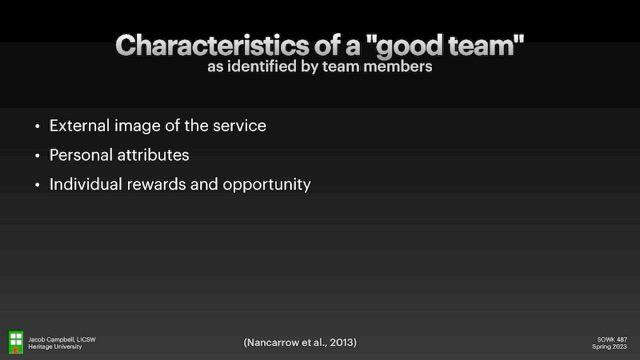 Characteristics of a "good team"
as identified by team members
• External image of the service
• Personal attributes
• Individual rewards and opportunity
Jacob Campbell, LICSW
Heritage University
(Nancarrow et al., 2013)
SOWK 487
Spring 2023